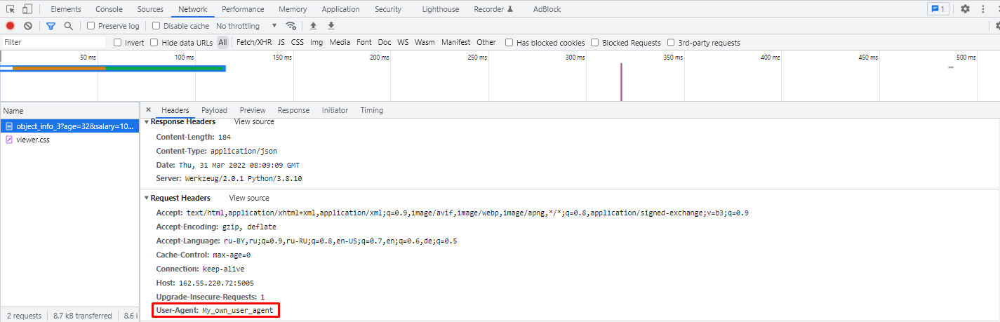 Elements Console Sources Network Performance Memory Application Security Lighthouse Recorder AdBlock 1
Preserve log Disable cache No throttling
Filter Invert Hide data URLs All Fetch/XHR JS CSS Img Media Font Doc WS Wasm Manifest Other Has blocked cookies Blocked Requests 3rd-party requests
50 ms 100 ms 150 ms 200 ms 250 ms 300 ms 350 ms 400 ms 450 ms 500 ms
Name × Headers Payload Preview Response Initiator Timing
object_info_3?age=32&salary=10...
viewer.css
Response Headers View source
Content-Length: 184
Content-Type: application/json
Date: Thu, 31 Mar 2022 08:09:09 GMT
Server: Werkzeug/2.0.1 Python/3.8.10
Request Headers View source
Accept: text/html,application/xhtml+xml,application/xml;q=0.9,image/avif,image/webp,image/apng,*/*;q=0.8,application/signed-exchange;v=b3;q=0.9
Accept-Encoding: gzip, deflate
Accept-Language: ru-BY,ru;q=0.9,ru-RU;q=0.8,en-US;q=0.7,en;q=0.6,de;q=0.5
Cache-Control: max-age=0
Connection: keep-alive
Host: 162.55.220.72:5005
Upgrade-Insecure-Requests: 1
User-Agent: My_own_user_agent
2 requests 8.7 kB transferred 8.6